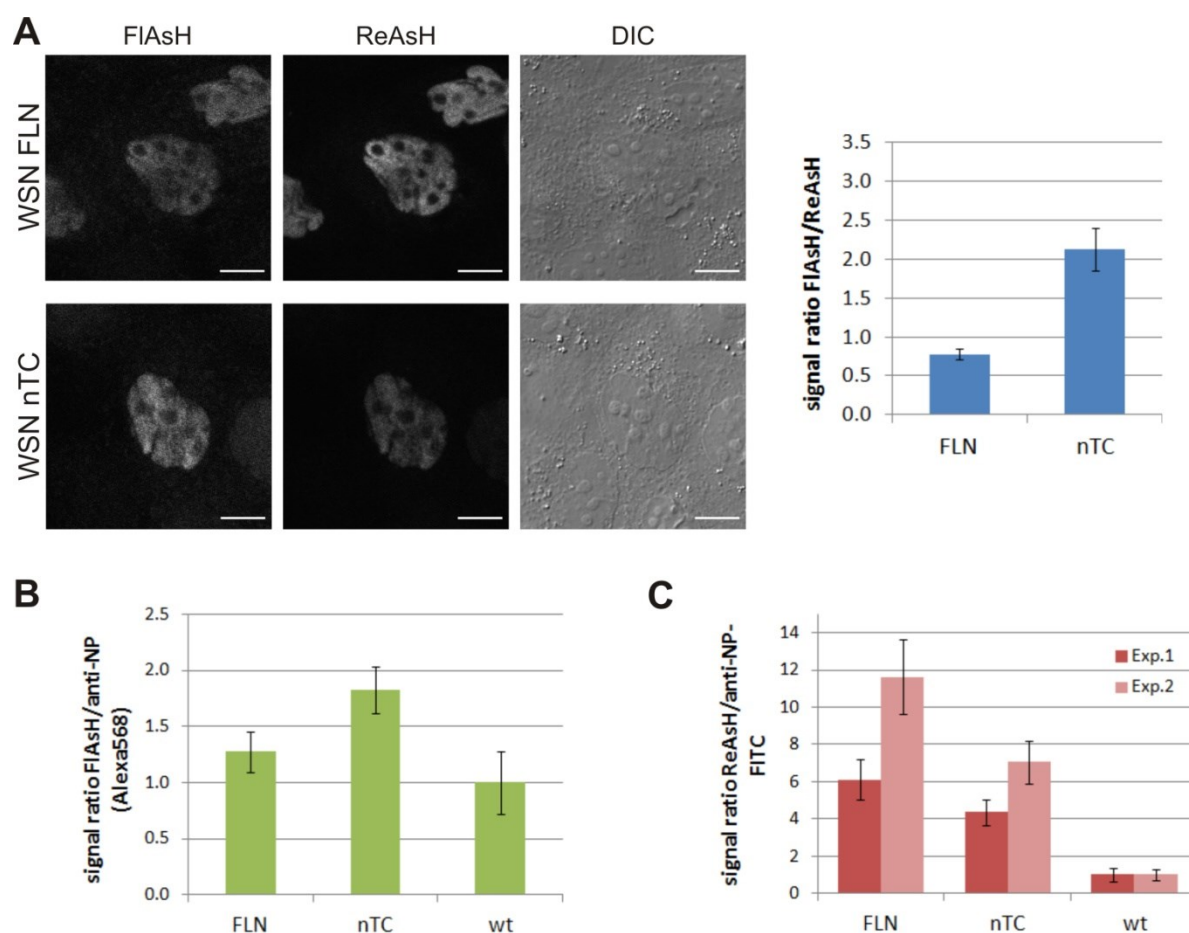 A
FlAsH
ReAsH
DIC
WSN FLN
WSN nTC
signal ratio FlAsH/ReAsH
3.5
3.0
2.5
2.0
1.5
1.0
0.5
0.0
FLN
nTC
B
signal ratio FlAsH/anti-NP
(Alexa568)
2.5
2.0
1.5
1.0
0.5
0.0
FLN
nTC
wt
C
signal ratio ReAsH/anti-NP-
FITC
14
12
10
8
6
4
2
0
Exp.1
Exp.2
FLN
nTC
wt